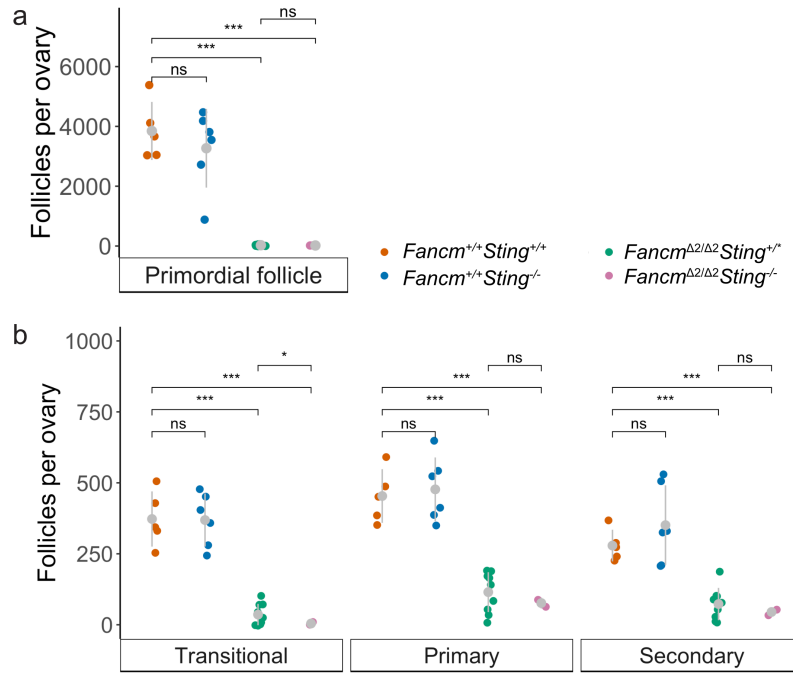 a
Follicles per ovary
6000
4000
2000
0
ns
***
***
ns
Primordial follicle
Fancm+/+Sting+/+
Fancm+/+Sting-/-
FancmΔ2/Δ2Sting+/*
FancmΔ2/Δ2Sting-/-
b
Follicles per ovary
1000
750
500
250
0
*
***
***
ns
ns
***
***
ns
ns
***
***
ns
Transitional
Primary
Secondary